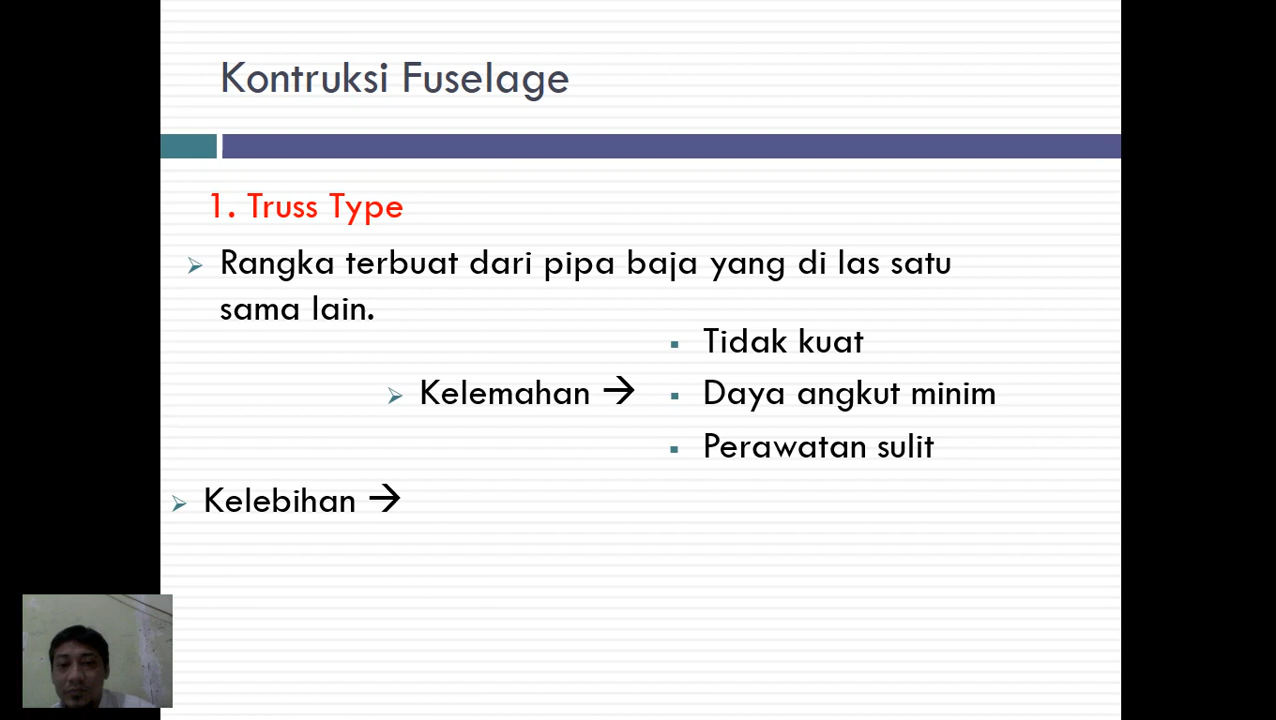 Kontruksi Fuselage
1. Truss Type
➢ Rangka terbuat dari pipa baja yang di las satu
sama lain.
▪ Tidak kuat
➢ Kelemahan → ▪ Daya angkut minim
▪ Perawatan sulit
➢ Kelebihan →